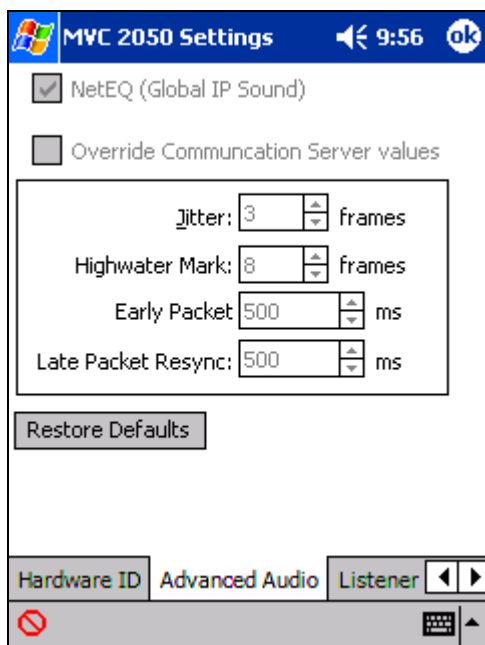 MVC 2050 Settings 9:56 ok
NetEQ (Global IP Sound)
Override Communcation Server values
Jitter: 3 frames
Highwater Mark: 8 frames
Early Packet 500 ms
Late Packet Resync: 500 ms
Restore Defaults
Hardware ID Advanced Audio Listener